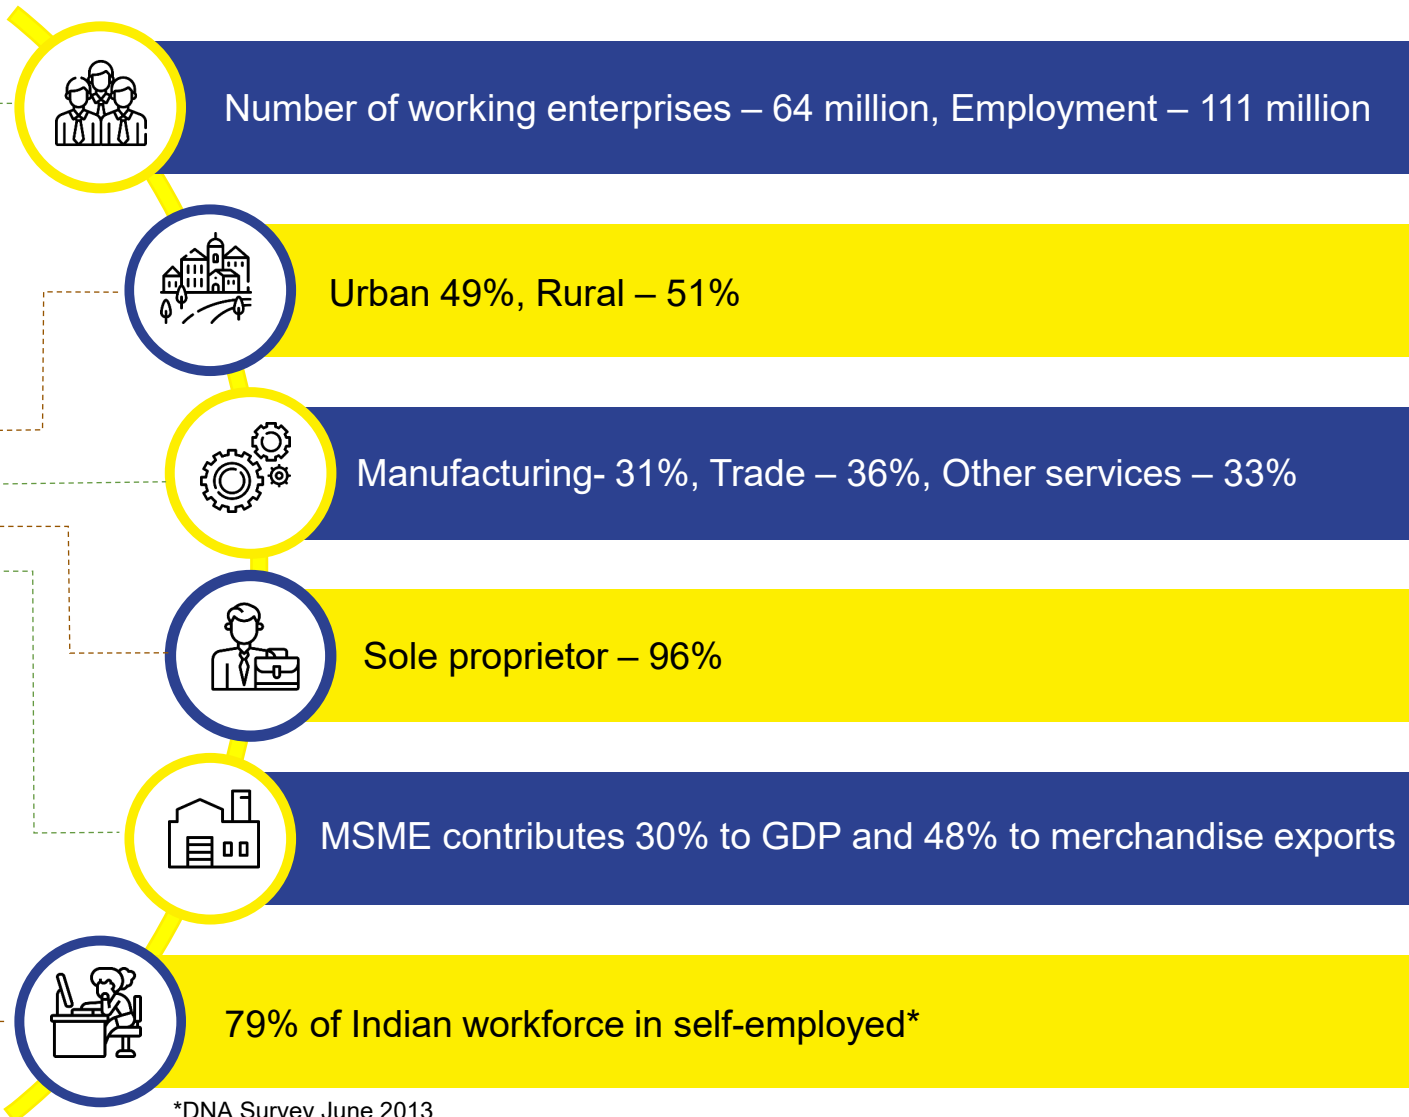 Number of working enterprises – 64 million, Employment – 111 million
Urban 49%, Rural – 51%
Manufacturing- 31%, Trade – 36%, Other services – 33%
Sole proprietor – 96%
MSME contributes 30% to GDP and 48% to merchandise exports
79% of Indian workforce in self-employed*
*DNA Survey June 2013